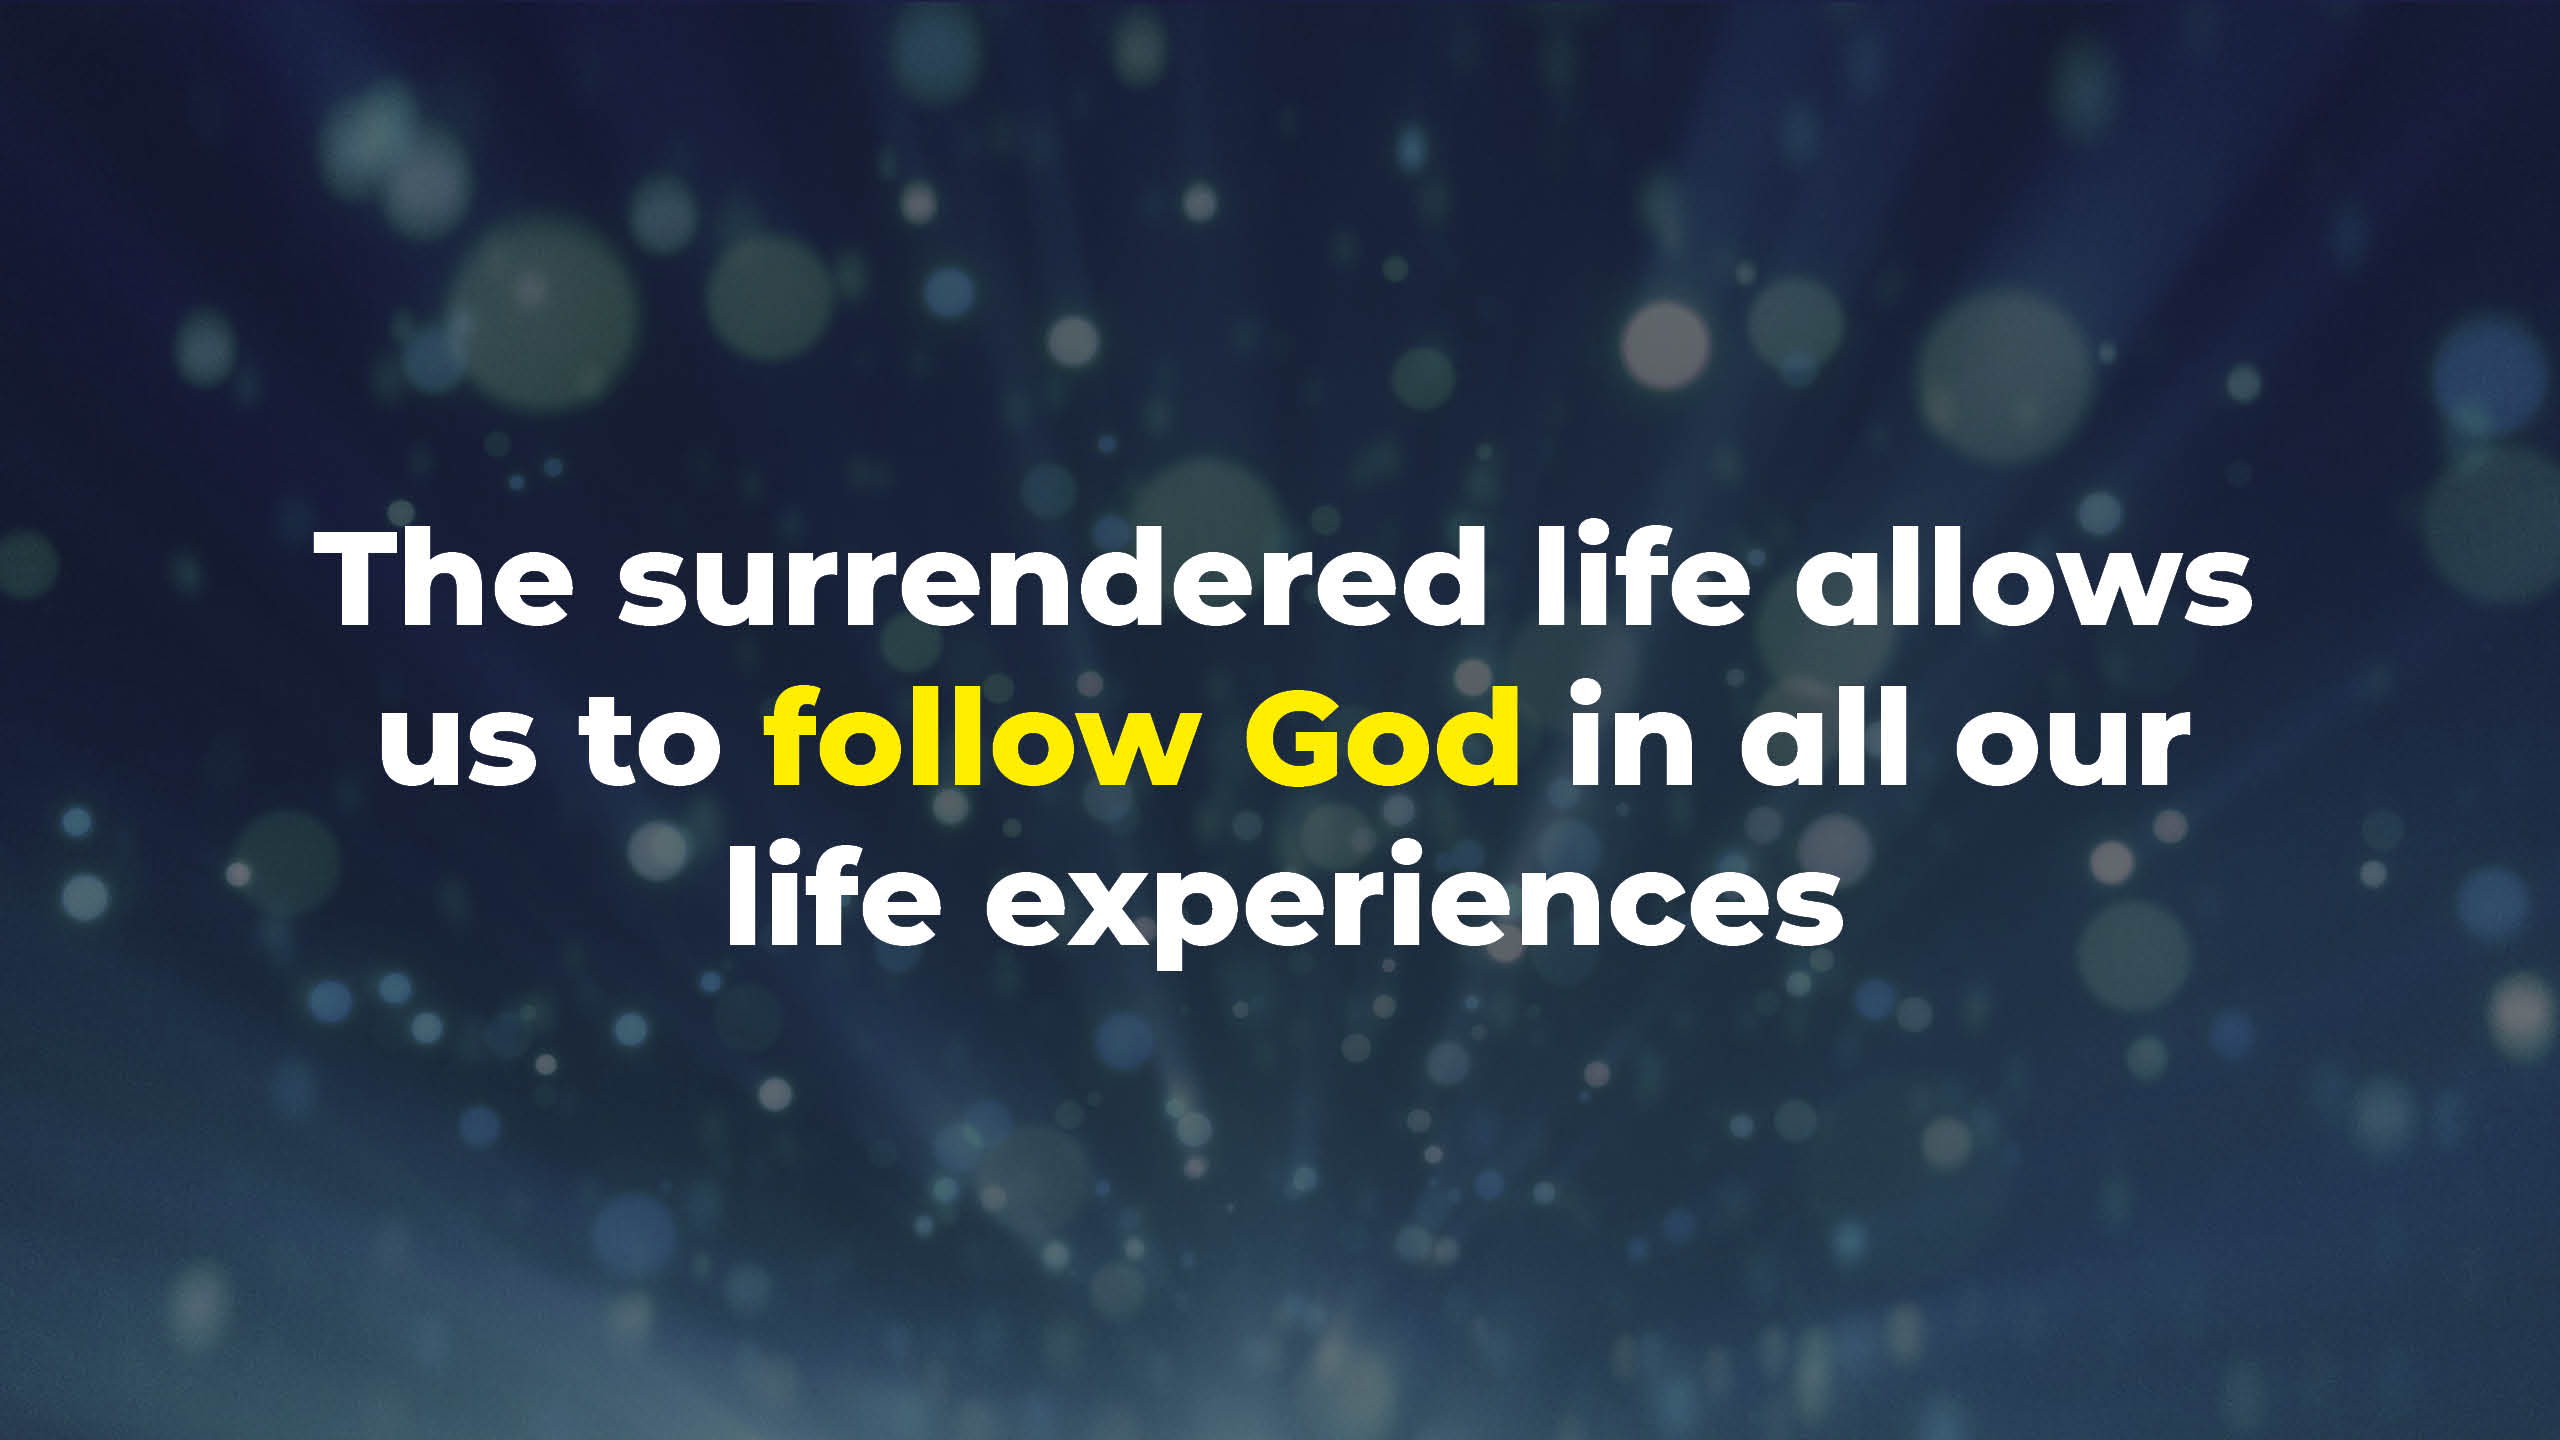 The surrendered life allows
us to follow God in all our
life experiences